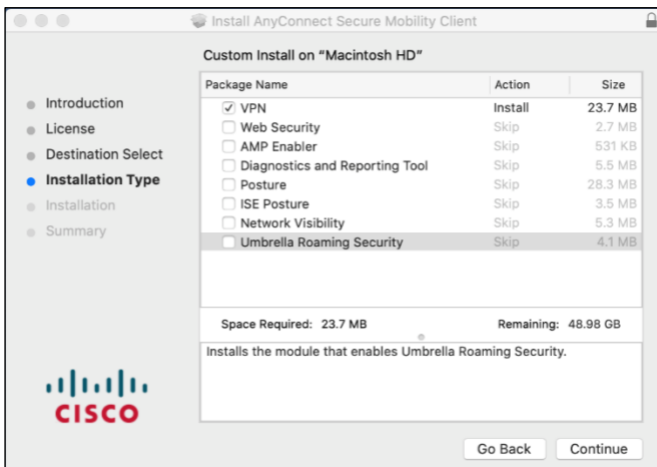 Install AnyConnect Secure Mobility Client
Custom Install on “Macintosh HD”
Introduction
License
Destination Select
Installation Type
Installation
Summary
Package Name Action Size
VPN Install 23.7 MB
Web Security Skip 2.7 MB
AMP Enabler Skip 531 KB
Diagnostics and Reporting Tool Skip 5.5 MB
Posture Skip 28.3 MB
ISE Posture Skip 3.5 MB
Network Visibility Skip 5.3 MB
Umbrella Roaming Security Skip 4.1 MB
Space Required: 23.7 MB Remaining: 48.98 GB
Installs the module that enables Umbrella Roaming Security.
CISCO
Go Back Continue